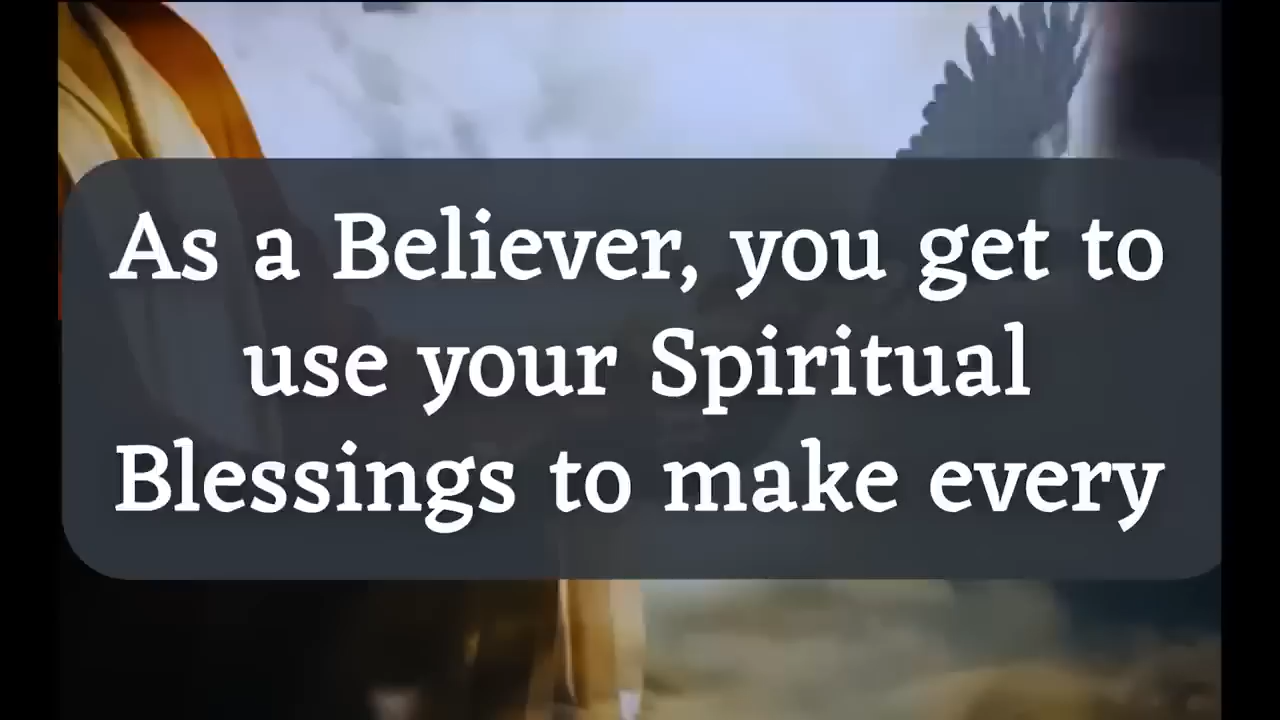 As a Believer, you get to
use your Spiritual
Blessings to make every